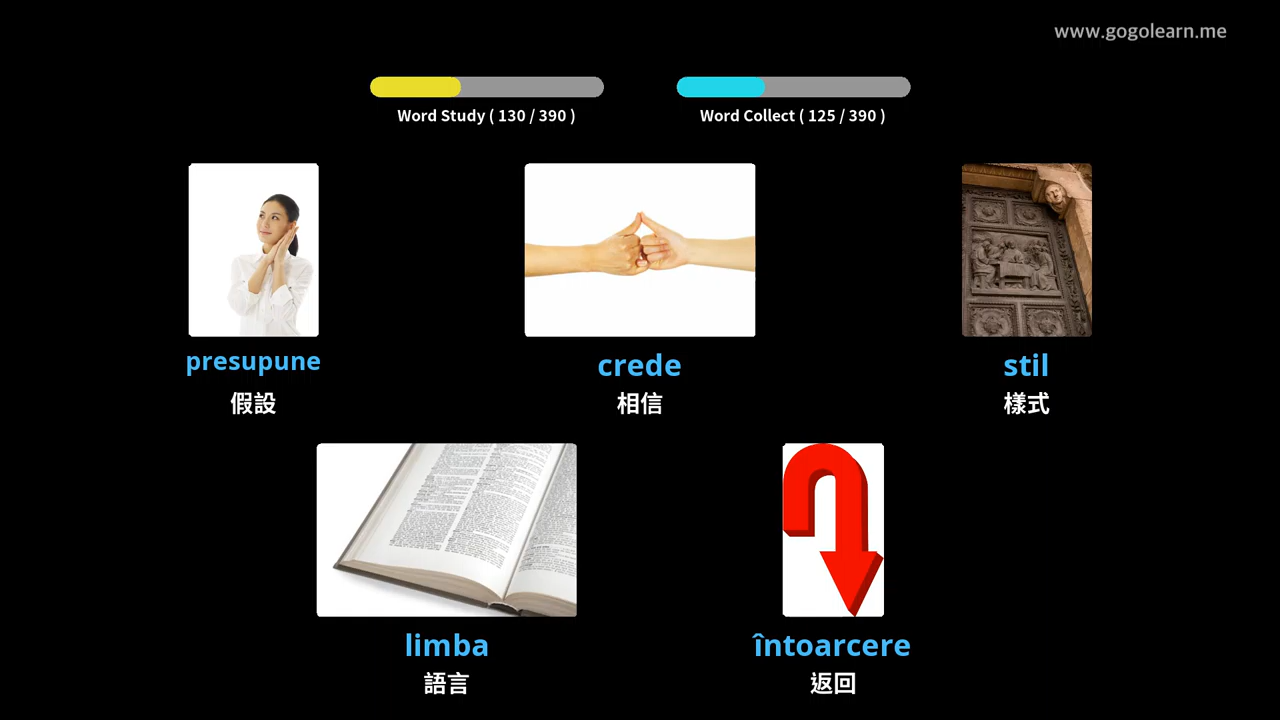 www.gogolearn.me
Word Study ( 130 / 390 )
Word Collect ( 125 / 390 )
presupune
假設
crede
相信
stil
樣式
limba
語言
întoarcere
返回